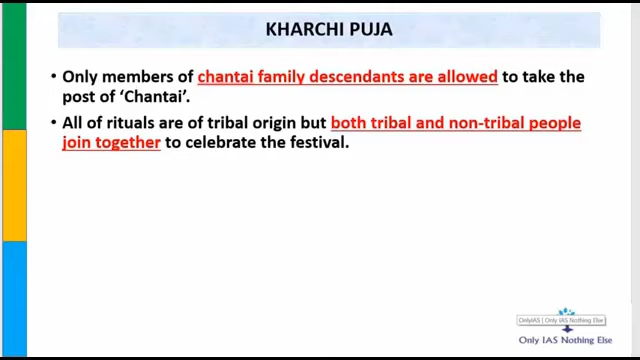 KHARCHI PUJA
• Only members of chantai family descendants are allowed to take the
post of ‘Chantai’.
• All of rituals are of tribal origin but both tribal and non-tribal people
join together to celebrate the festival.
OnlyIAS | Only IAS Nothing Else
Only IAS Nothing Else